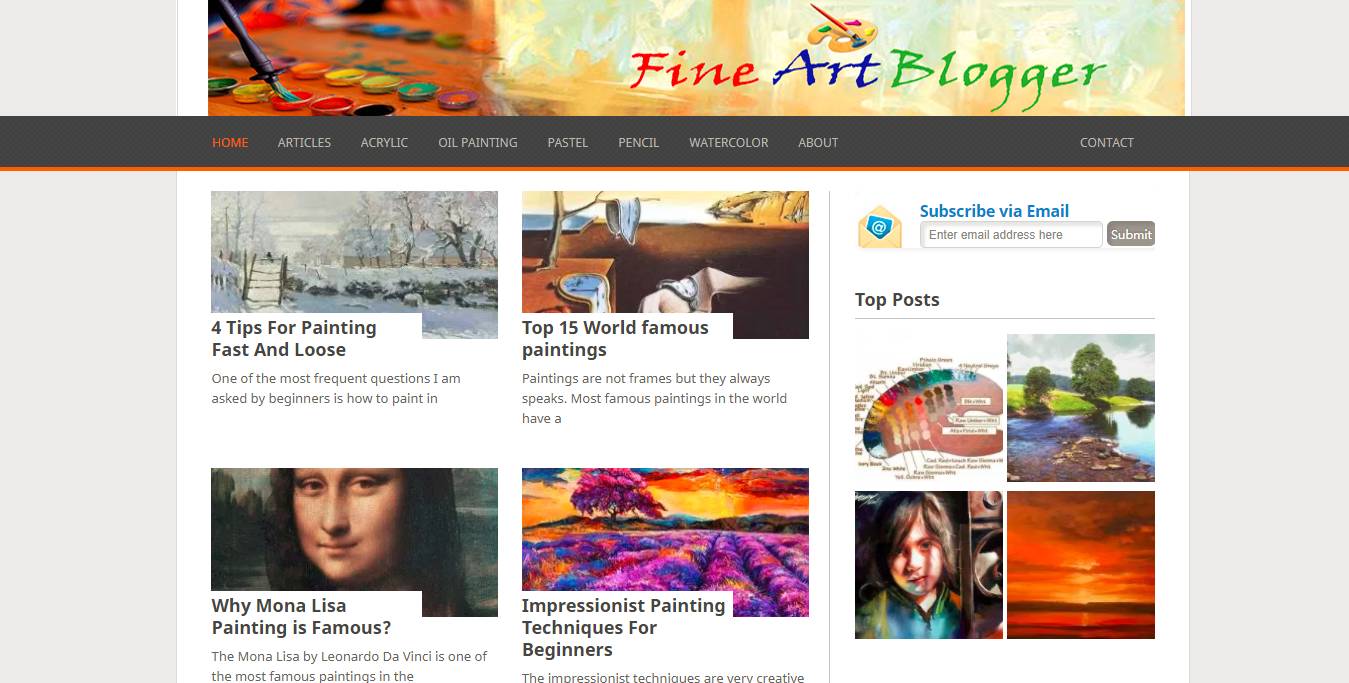 Fine Art Blogger
HOME ARTICLES ACRYLIC OIL PAINTING PASTEL PENCIL WATERCOLOR ABOUT CONTACT
4 Tips For Painting
Fast And Loose
One of the most frequent questions I am
asked by beginners is how to paint in
Top 15 World famous
paintings
Paintings are not frames but they always
speaks. Most famous paintings in the world
have a
Why Mona Lisa
Painting is Famous?
The Mona Lisa by Leonardo Da Vinci is one of
the most famous paintings in the
Impressionist Painting
Techniques For
Beginners
The impressionist techniques are very creative
@
Subscribe via Email
Enter email address here
Submit
Top Posts